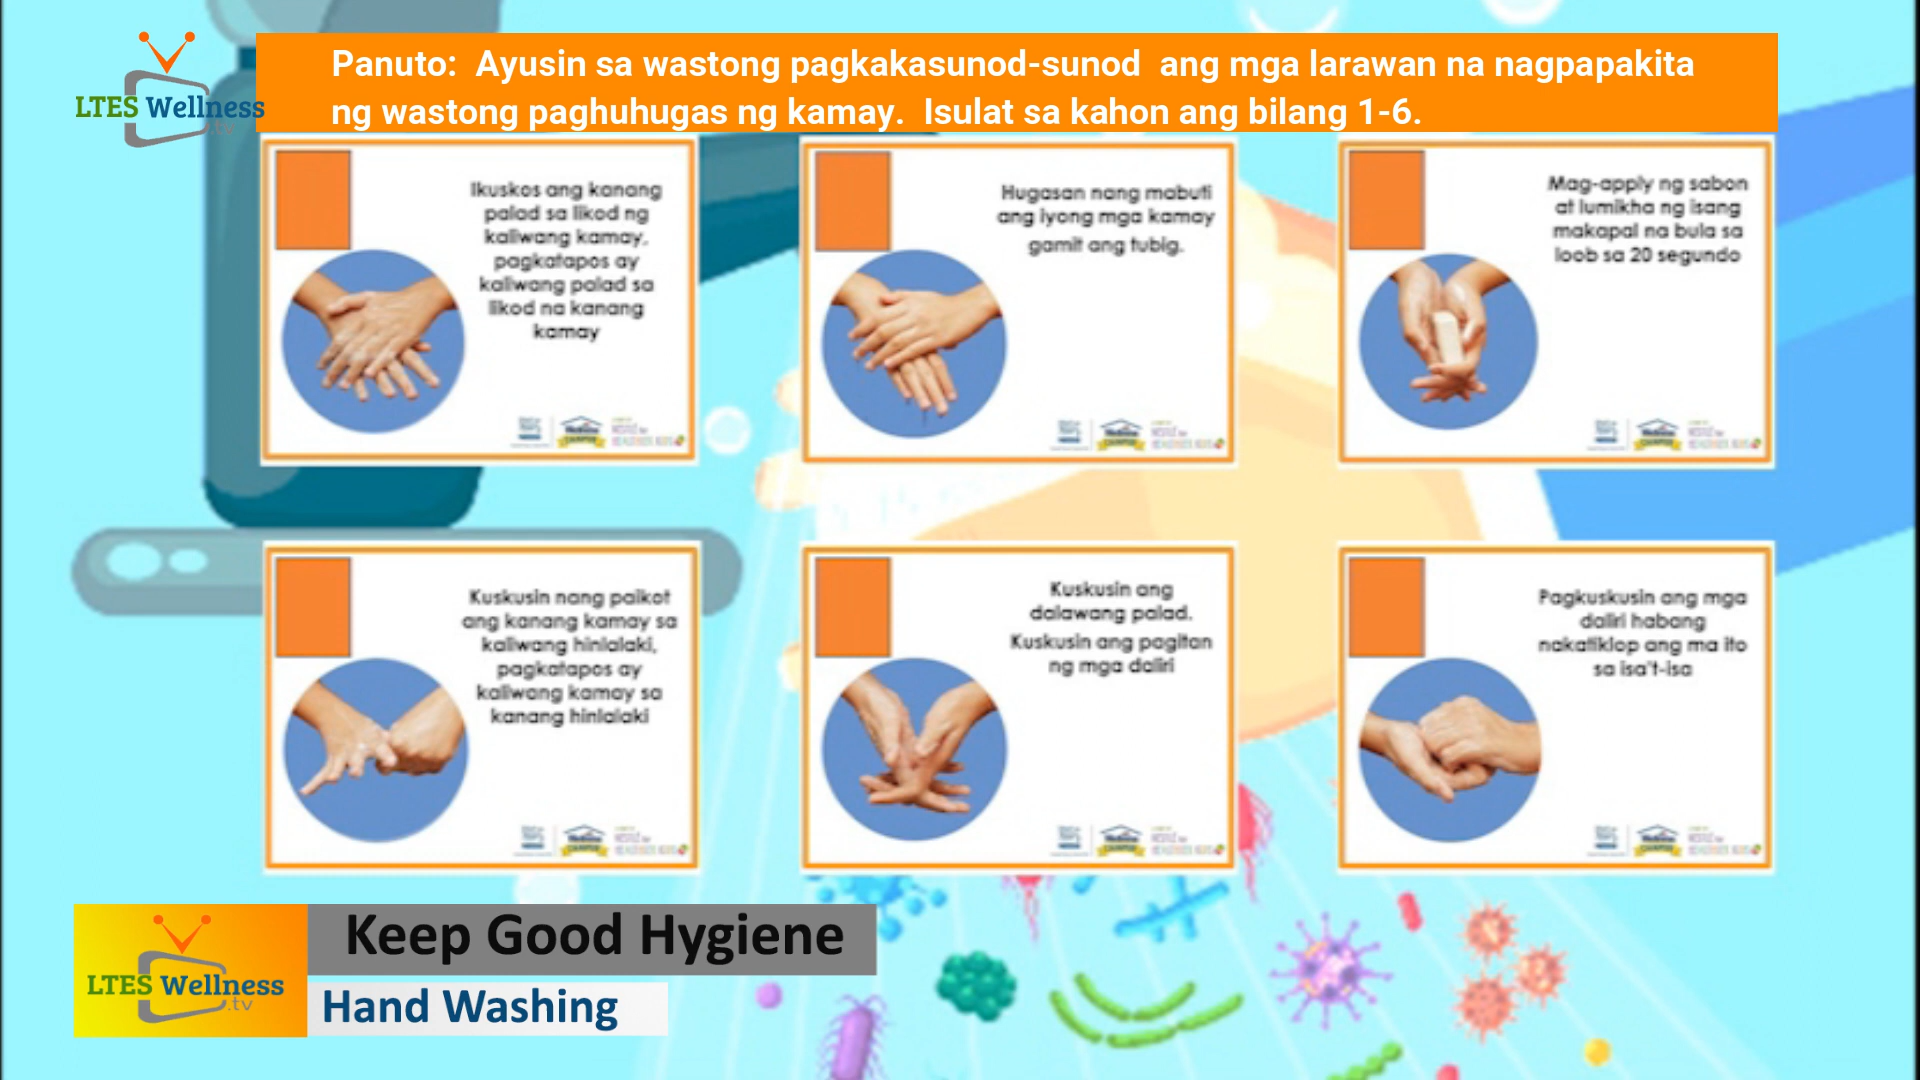 LTES Wellness
.tv
Panuto: Ayusin sa wastong pagkakasunod-sunod ang mga larawan na nagpapakita
ng wastong paghuhugas ng kamay. Isulat sa kahon ang bilang 1-6.
Ikuskos ang kanang
palad sa likod ng
kaliwang kamay,
pagkatapos ay
kaliwang palad sa
likod na kanang
kamay
Hugasan nang mabuti
ang iyong mga kamay
gamit ang tubig.
Mag-apply ng sabon
at lumikha ng isang
makapal na bula sa
loob sa 20 segundo
Kuskusin nang paikot
ang kanang kamay sa
kaliwang hinlalaki,
pagkatapos ay
kaliwang kamay sa
kanang hinlalaki
Kuskusin ang
dalawang palad.
Kuskusin ang pagitan
ng mga daliri
Pagkuskusin ang mga
daliri habang
nakatiklop ang ma ito
sa isa't-isa
LTES Wellness
.tv
Keep Good Hygiene
Hand Washing